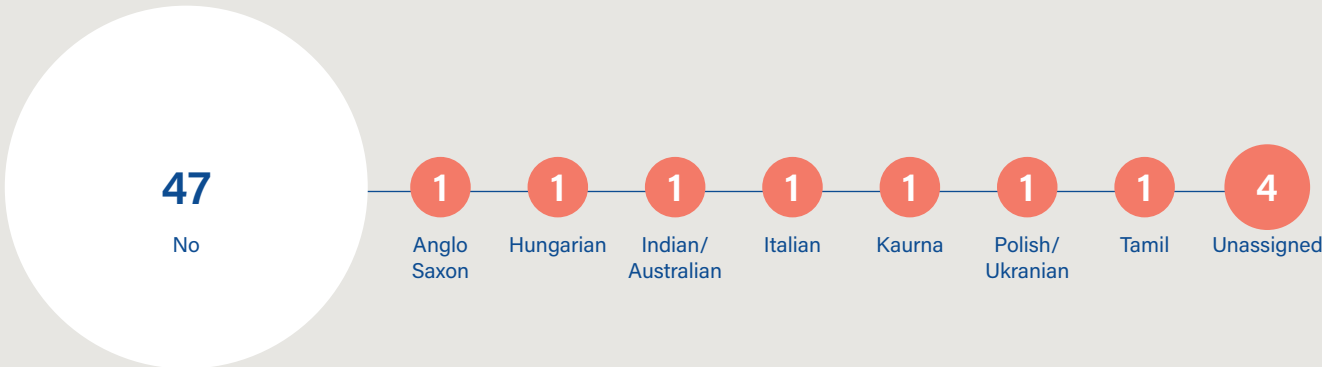 47
No
1
Anglo
Saxon
1
Hungarian
1
Indian/
Australian
1
Italian
1
Kaurna
1
Polish/
Ukranian
1
Tamil
4
Unassigned